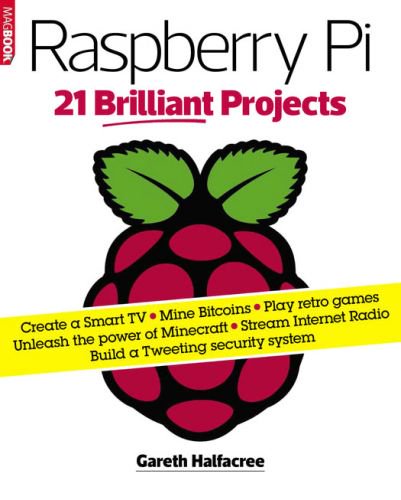 MAGBOOK
Raspberry Pi
21 Brilliant Projects
Create a Smart TV • Mine Bitcoins • Play retro games
Unleash the power of Minecraft • Stream Internet Radio
Build a Tweeting security system
Gareth Halfacree